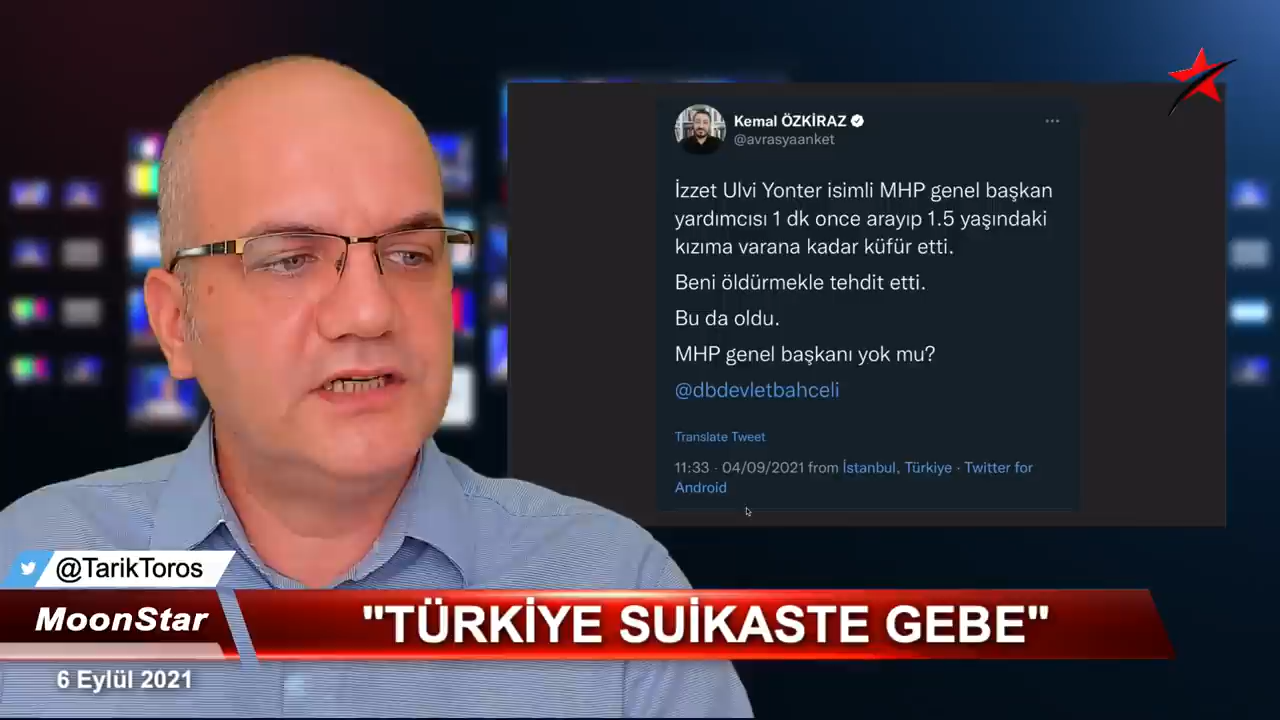 Kemal ÖZKİRAZ
@avrasyaanket
İzzet Ulvi Yonter isimli MHP genel başkan
yardımcısı 1 dk once arayıp 1.5 yaşındaki
kızıma varana kadar küfür etti.
Beni öldürmekle tehdit etti.
Bu da oldu.
MHP genel başkanı yok mu?
@dbdevletbahceli
Translate Tweet
11:33 · 04/09/2021 from İstanbul, Türkiye · Twitter for
Android
@TarikToros
MoonStar
"TÜRKİYE SUİKASTE GEBE"
6 Eylül 2021